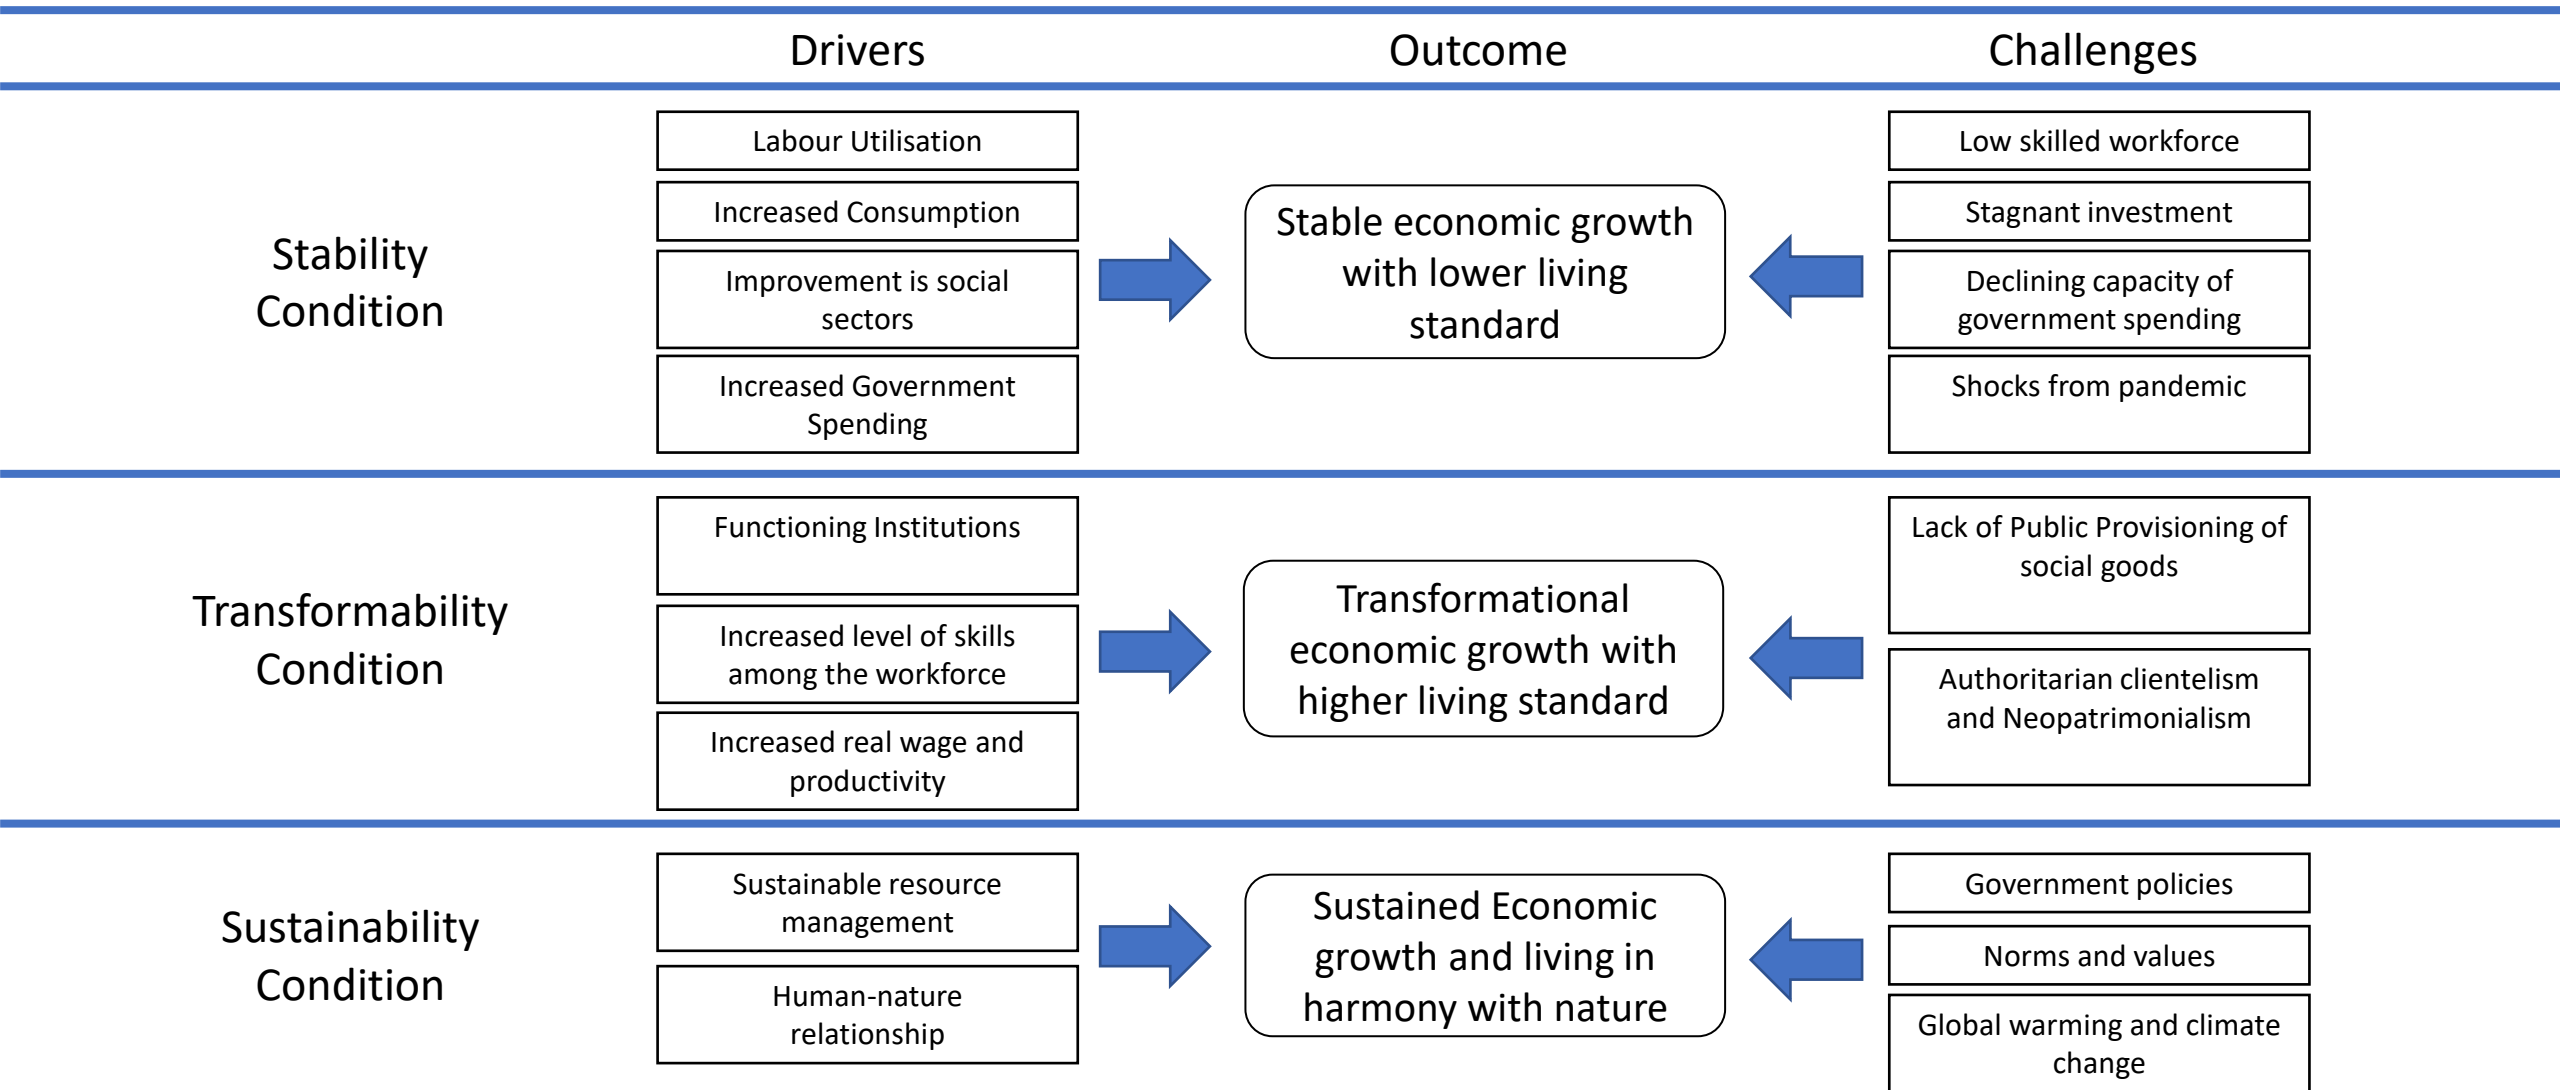 Drivers
Outcome
Challenges
Stability
Condition
Labour Utilisation
Increased Consumption
Improvement is social
sectors
Increased Government
Spending
Stable economic growth
with lower living
standard
Low skilled workforce
Stagnant investment
Declining capacity of
government spending
Shocks from pandemic
Transformability
Condition
Functioning Institutions
Increased level of skills
among the workforce
Increased real wage and
productivity
Transformational
economic growth with
higher living standard
Lack of Public Provisioning of
social goods
Authoritarian clientelism
and Neopatrimonialism
Sustainability
Condition
Sustainable resource
management
Human-nature
relationship
Sustained Economic
growth and living in
harmony with nature
Government policies
Norms and values
Global warming and climate
change